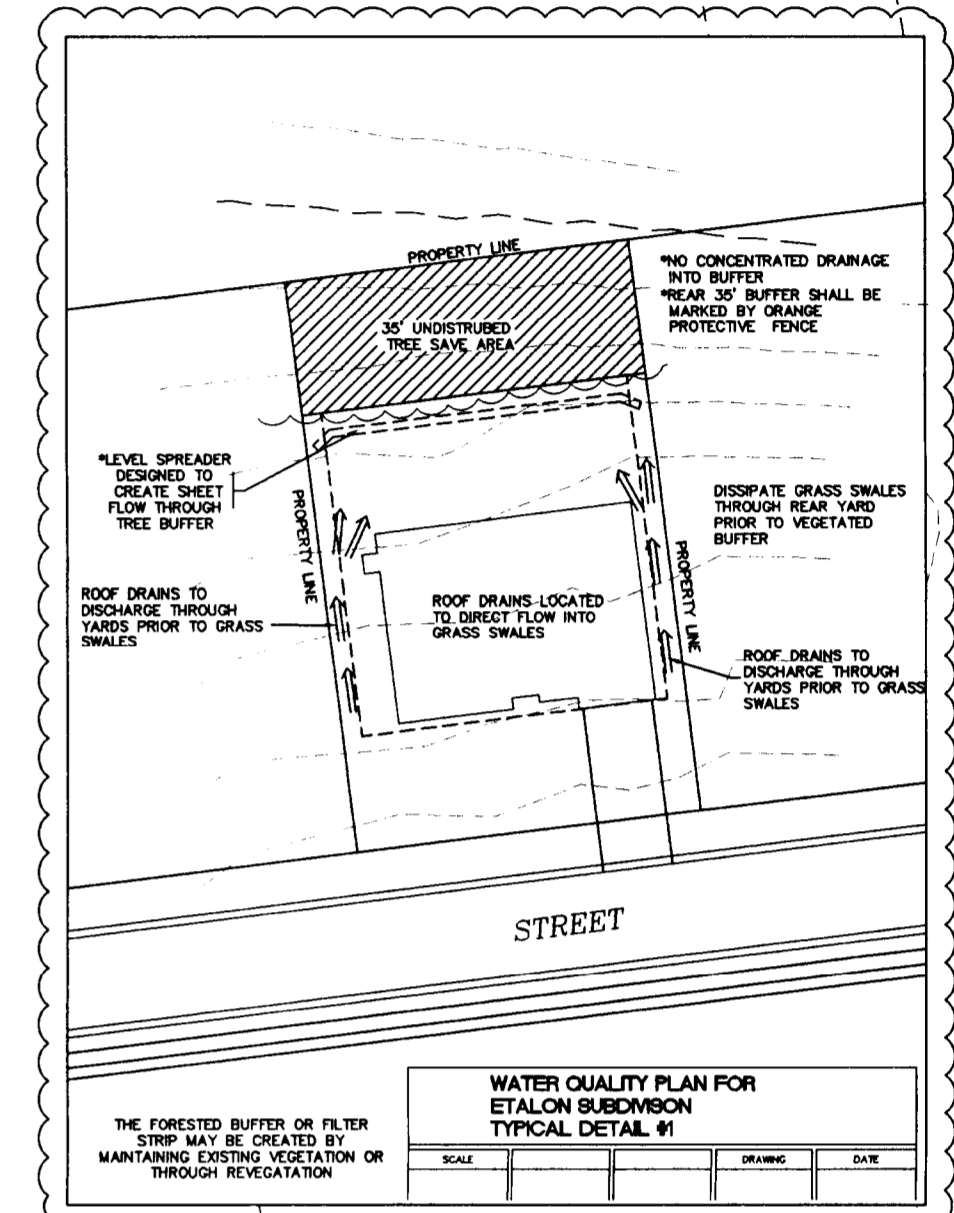 PROPERTY LINE
*NO CONCENTRATED DRAINAGE
INTO BUFFER
*REAR 35' BUFFER SHALL BE
MARKED BY ORANGE
PROTECTIVE FENCE
35' UNDISTRUBED
TREE SAVE AREA
*LEVEL SPREADER
DESIGNED TO
CREATE SHEET
FLOW THROUGH
TREE BUFFER
PROPERTY LINE
DISSIPATE GRASS SWALES
THROUGH REAR YARD
PRIOR TO VEGETATED
BUFFER
PROPERTY LINE
ROOF DRAINS TO
DISCHARGE THROUGH
YARDS PRIOR TO GRASS
SWALES
ROOF DRAINS LOCATED
TO DIRECT FLOW INTO
GRASS SWALES
ROOF DRAINS TO
DISCHARGE THROUGH
YARDS PRIOR TO GRASS
SWALES
STREET
THE FORESTED BUFFER OR FILTER
STRIP MAY BE CREATED BY
MAINTAINING EXISTING VEGETATION OR
THROUGH REVEGATATION
WATER QUALITY PLAN FOR
ETALON SUBDIVISON
TYPICAL DETAIL #1
SCALE
DRAWING
DATE